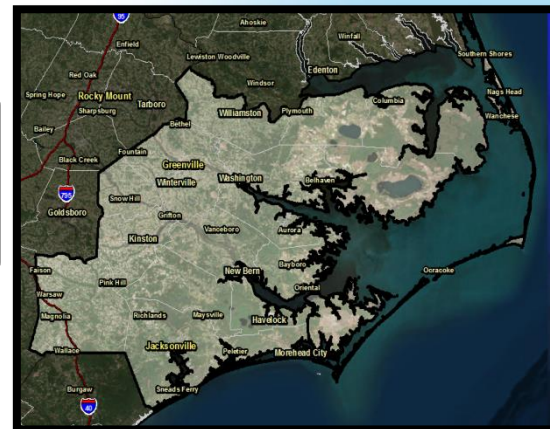 95
Ahoskie
Winfall
Enfield
Lewiston Woodville
Southern Shores
Edenton
Red Oak
Windsor
Spring Hope
Rocky Mount
Tarboro
Columbia
Nags Head
Sharpsburg
Williamston
Plymouth
Wanchese
Bailey
Bethel
Black Creek
Fountain
Greenville
Winterville
Washington
Belhaven
795
Snow Hill
Goldsboro
Grifton
Kinston
Vanceboro
Aurora
Faison
New Bern
Bayboro
Ocracoke
Warsaw
Pink Hill
Oriental
Magnolia
Richlands
Maysville
Havelock
Wallace
Jacksonville
Peletier
Morehead City
Burgaw
Sneads Ferry
40